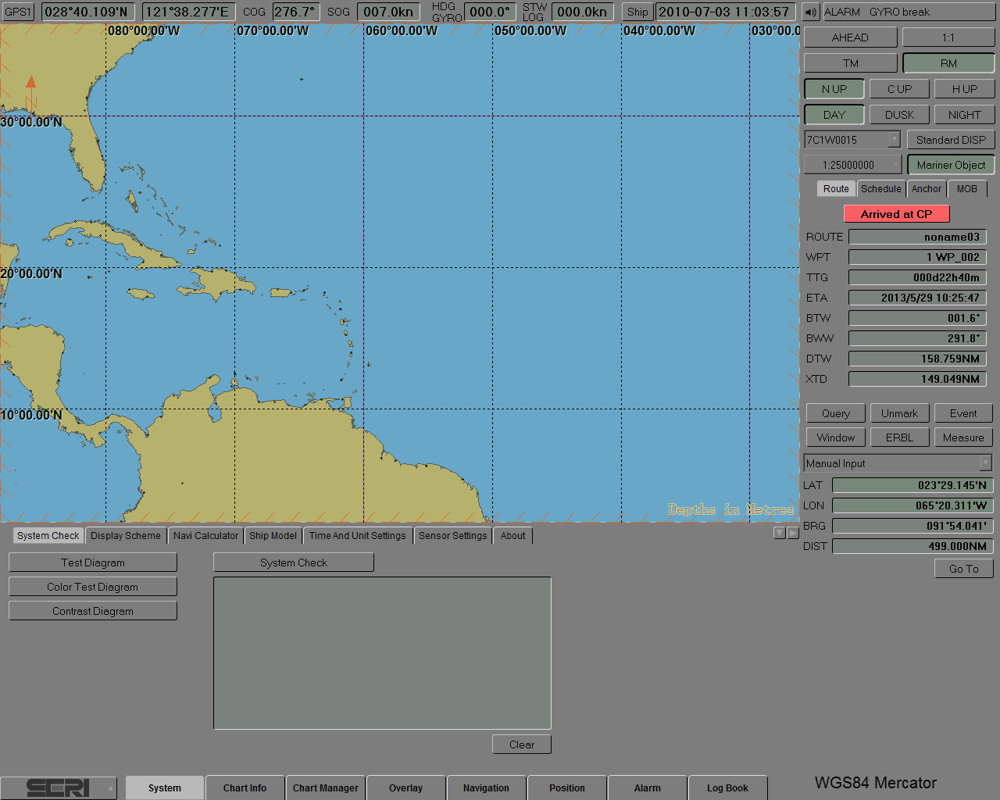 GPS1 028°40.109'N 121°38.277'E COG 276.7° SOG 007.0kn HDG GYRO 000.0° STW LOG 000.0kn Ship 2010-07-03 11:03:57 ALARM GYRO break
080°00.00'W 070°00.00'W 060°00.00'W 050°00.00'W 040°00.00'W 030°00.0
30°00.00'N
20°00.00'N
10°00.00'N
N
Depths in Metres
AHEAD 1:1
TM RM
N UP C UP H UP
DAY DUSK NIGHT
7C1W0015 Standard DISP
1:25000000 Mariner Object
Route Schedule Anchor MOB
Arrived at CP
ROUTE noname03
WPT 1 WP_002
TTG 000d22h40m
ETA 2013/5/29 10:25:47
BTW 001.6°
BWW 291.8°
DTW 158.759NM
XTD 149.049NM
Query Unmark Event
Window ERBL Measure
Manual Input
LAT 023°29.145'N
LON 065°20.311'W
BRG 091°54.041'
DIST 499.000NM
Go To
System Check Display Scheme Navi Calculator Ship Model Time And Unit Settings Sensor Settings About
Test Diagram System Check
Color Test Diagram
Contrast Diagram
Clear
SCRI System Chart Info Chart Manager Overlay Navigation Position Alarm Log Book WGS84 Mercator